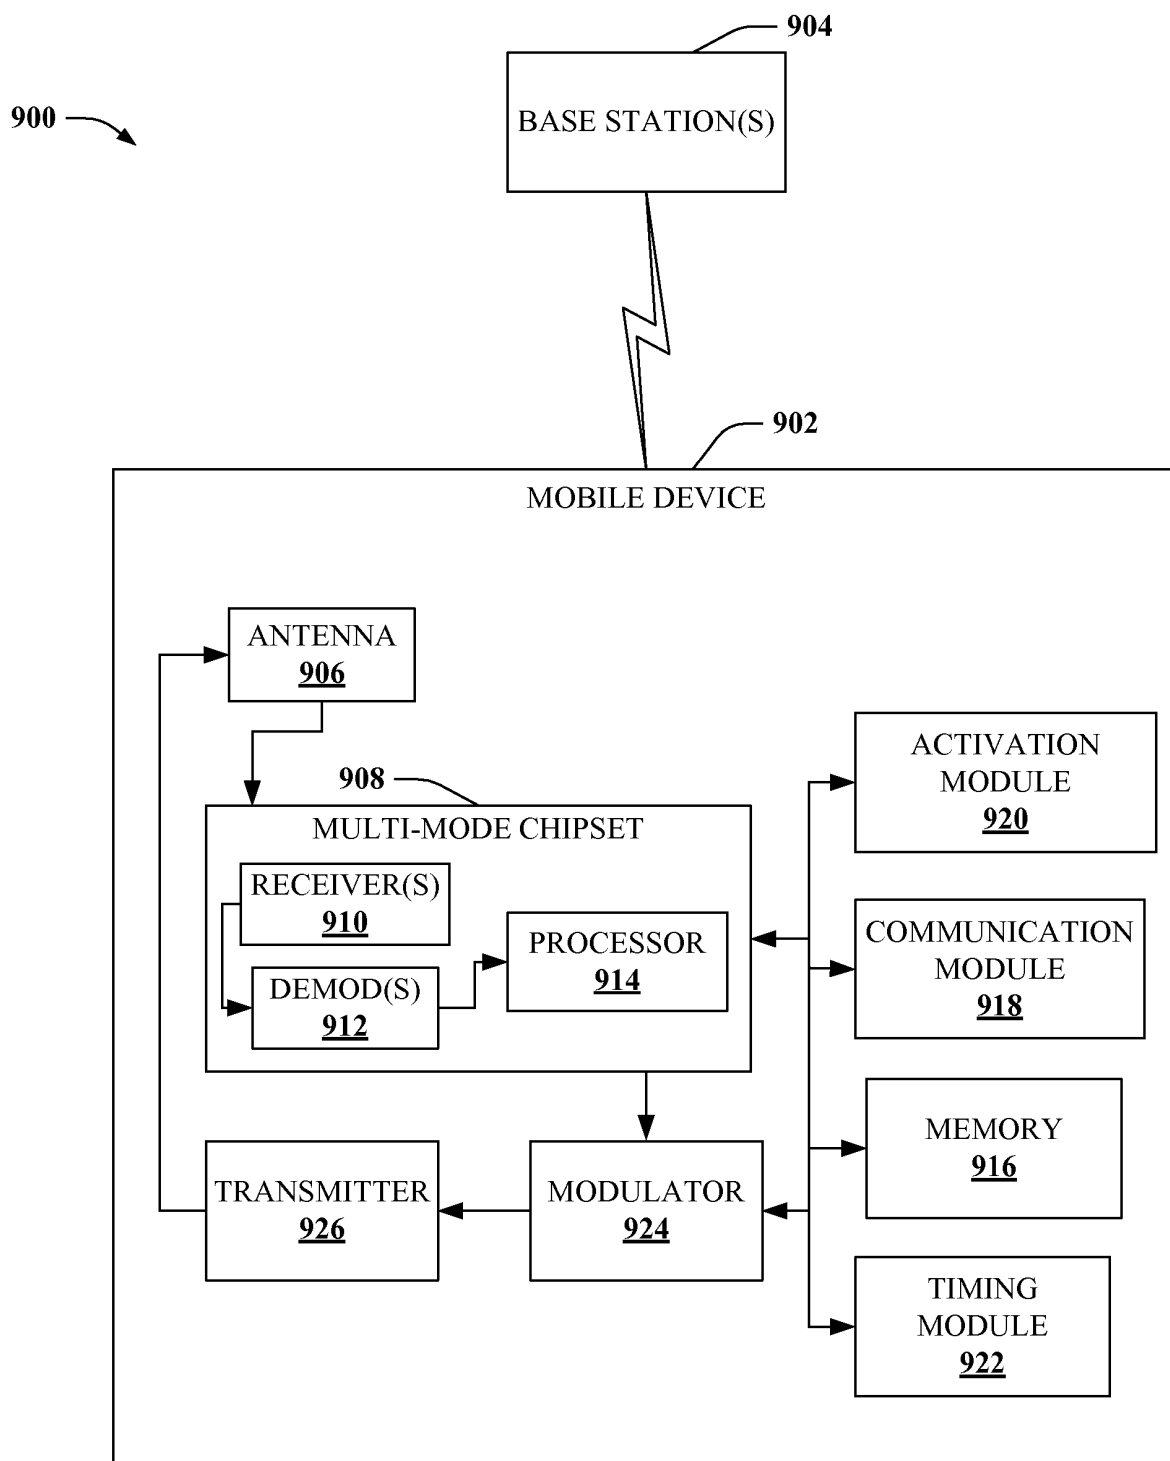 904
900
BASE STATION(S)
902
MOBILE DEVICE
ANTENNA
906
908
MULTI-MODE CHIPSET
RECEIVER(S)
910
DEMOD(S)
912
PROCESSOR
914
ACTIVATION
MODULE
920
COMMUNICATION
MODULE
918
MEMORY
916
TIMING
MODULE
922
TRANSMITTER
926
MODULATOR
924